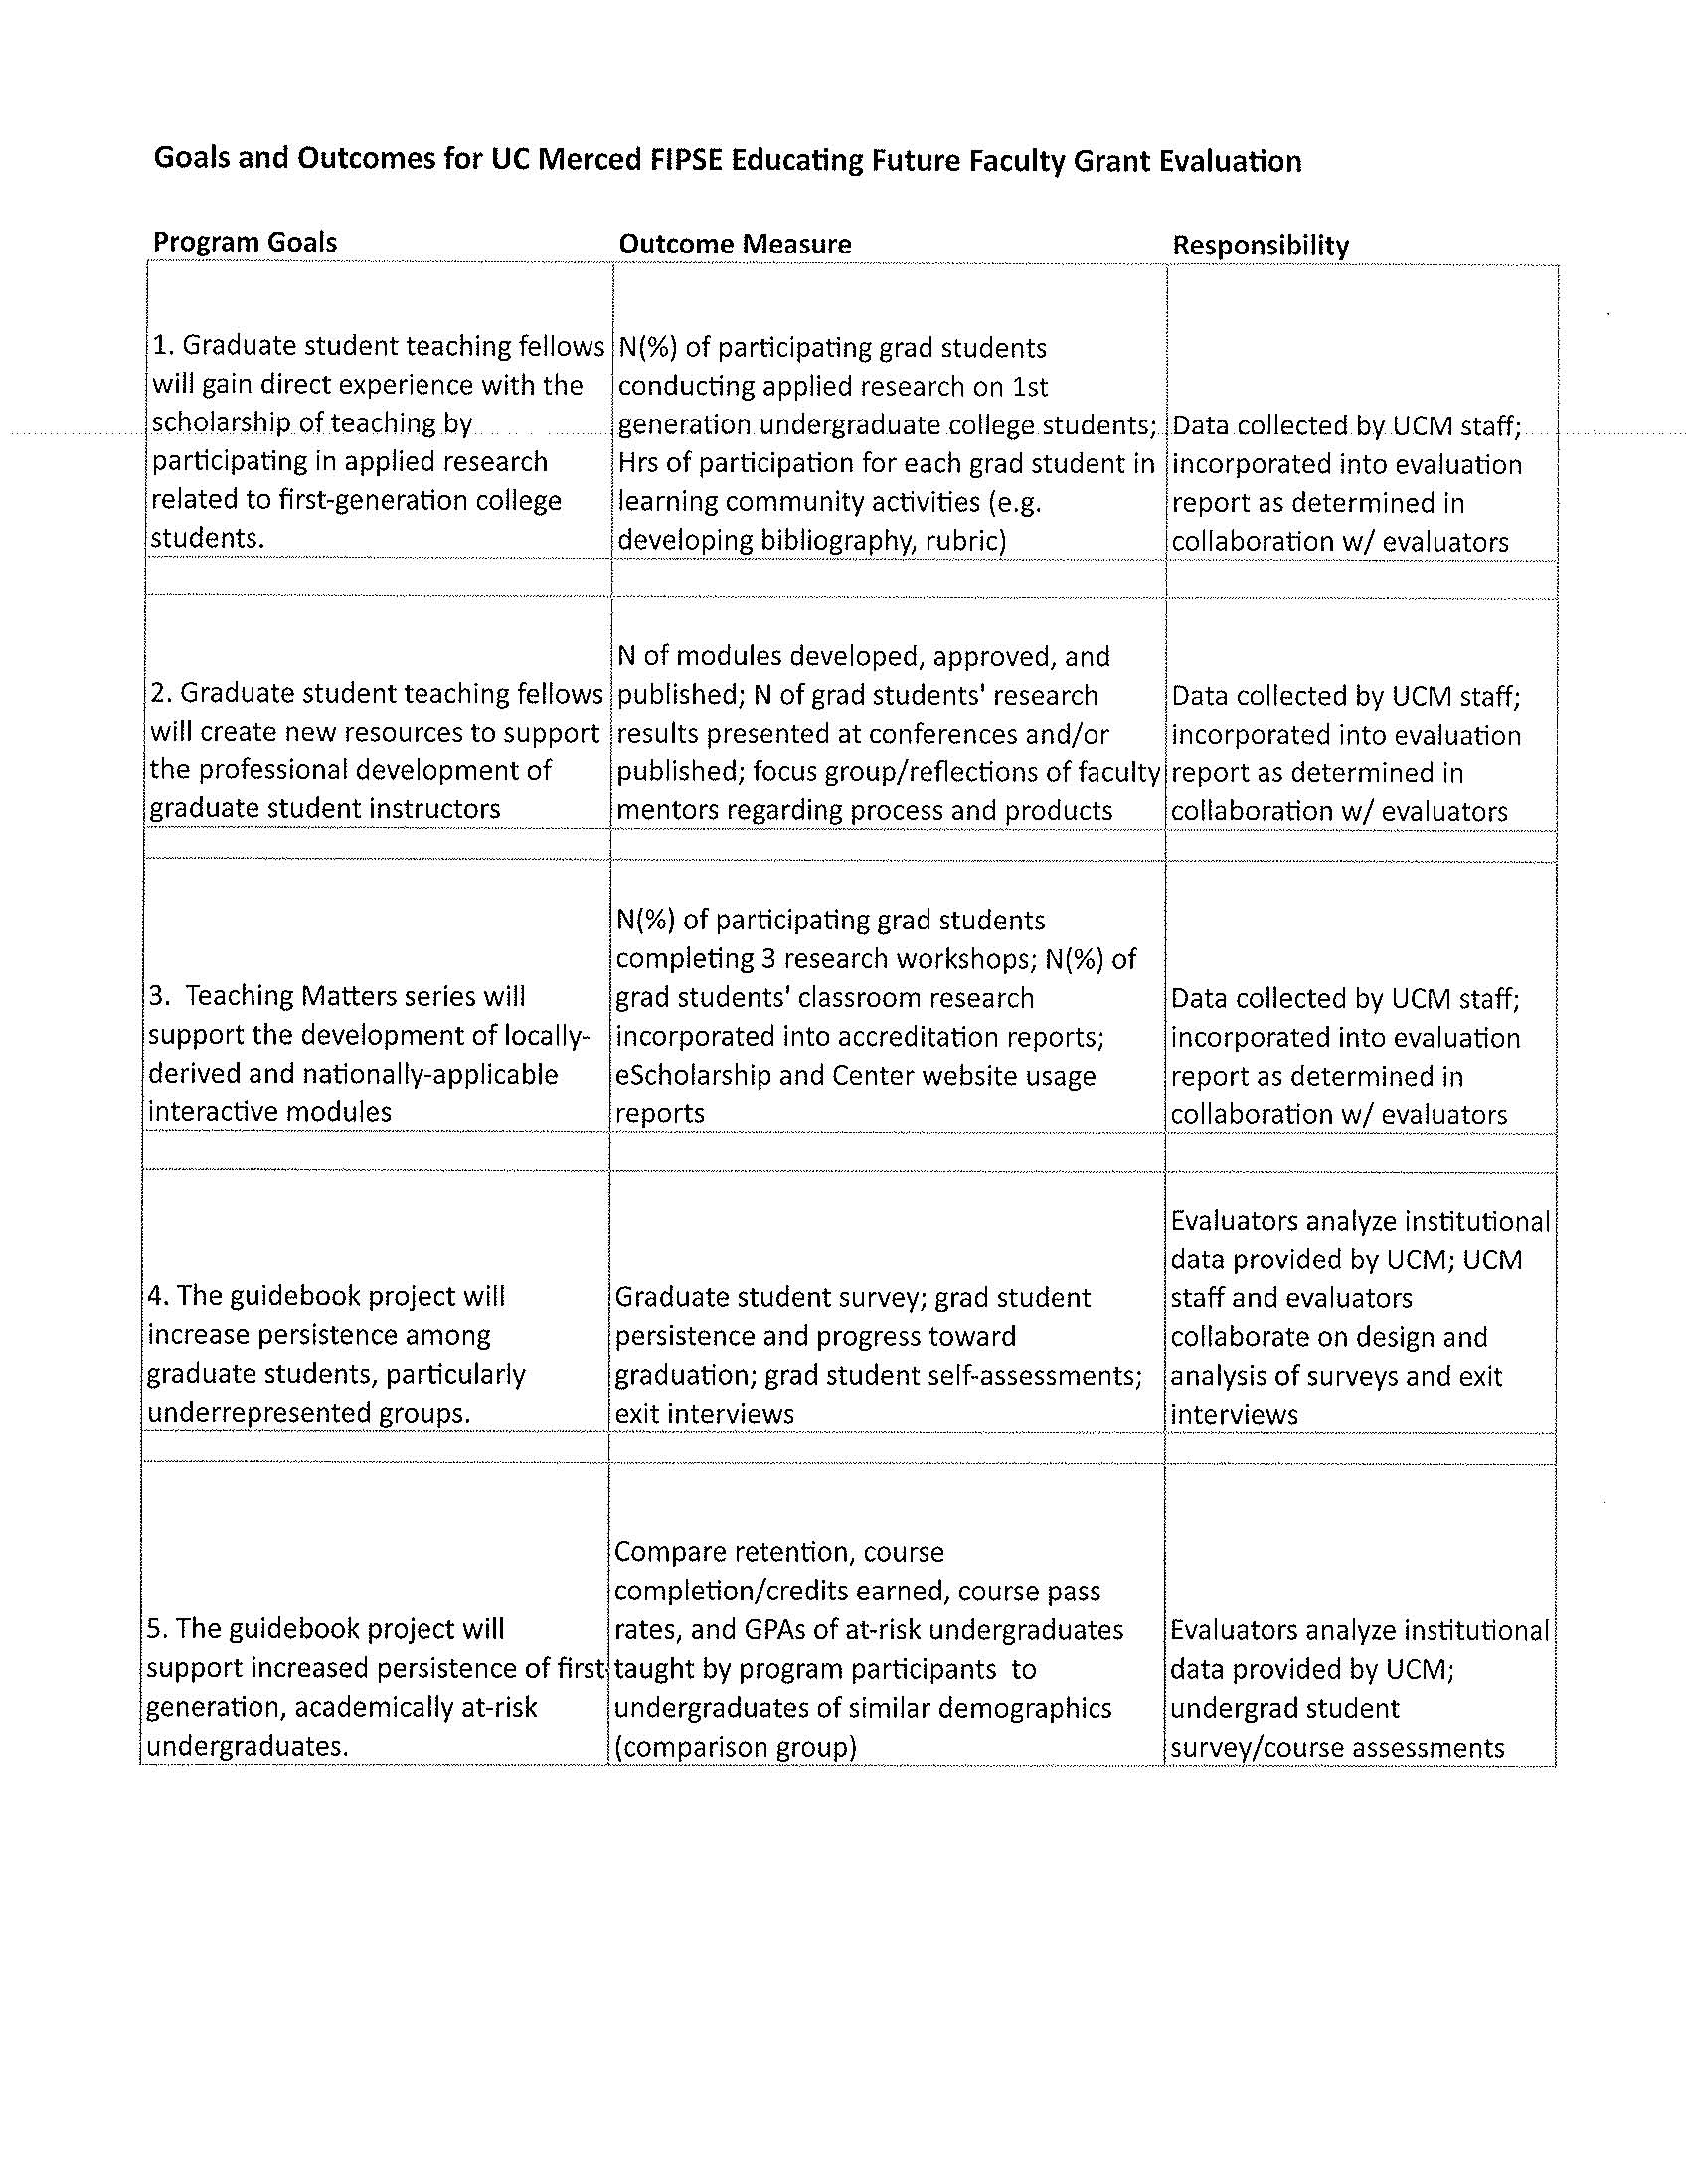 Goals and Outcomes for UC Merced FIPSE Educating Future Faculty Grant Evaluation
Program Goals
Outcome Measure
Responsibility
1. Graduate student teaching fellows
will gain direct experience with the
scholarship of teaching by
participating in applied research
related to first-generation college
students.
N(%) of participating grad students
conducting applied research on 1st
generation undergraduate college students;
Hrs of participation for each grad student in
learning community activities (e.g.
developing bibliography, rubric)
Data collected by UCM staff;
incorporated into evaluation
report as determined in
collaboration w/ evaluators
2. Graduate student teaching fellows
will create new resources to support
the professional development of
graduate student instructors
N of modules developed, approved, and
published; N of grad students' research
results presented at conferences and/or
published; focus group/reflections of faculty
mentors regarding process and products
Data collected by UCM staff;
incorporated into evaluation
report as determined in
collaboration w/ evaluators
3.  Teaching Matters series will
support the development of locally-
derived and nationally-applicable
interactive modules
N(%) of participating grad students
completing 3 research workshops; N(%) of
grad students' classroom research
incorporated into accreditation reports;
eScholarship and Center website usage
reports
Data collected by UCM staff;
incorporated into evaluation
report as determined in
collaboration w/ evaluators
4. The guidebook project will
increase persistence among
graduate students, particularly
underrepresented groups.
Graduate student survey; grad student
persistence and progress toward
graduation; grad student self-assessments;
exit interviews
Evaluators analyze institutional
data provided by UCM; UCM
staff and evaluators
collaborate on design and
analysis of surveys and exit
interviews
5. The guidebook project will
support increased persistence of first
generation, academically at-risk
undergraduates.
Compare retention, course
completion/credits earned, course pass
rates, and GPAs of at-risk undergraduates
taught by program participants  to
undergraduates of similar demographics
(comparison group)
Evaluators analyze institutional
data provided by UCM;
undergrad student
survey/course assessments